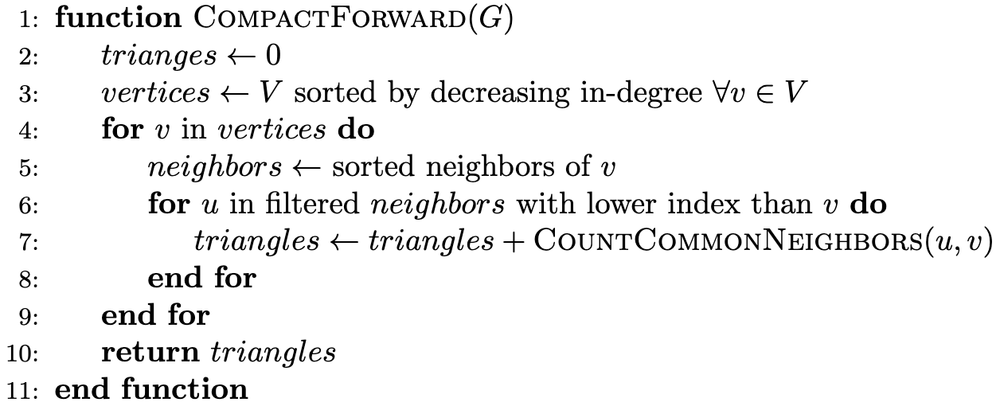 1: function COMPACTFORWARD(G)
2: trianges ← 0
3: vertices ← V sorted by decreasing in-degree ∀v ∈ V
4: for v in vertices do
5: neighbors ← sorted neighbors of v
6: for u in filtered neighbors with lower index than v do
7: triangles ← triangles + COUNTCOMMONNEIGHBORS(u, v)
8: end for
9: end for
10: return triangles
11: end function